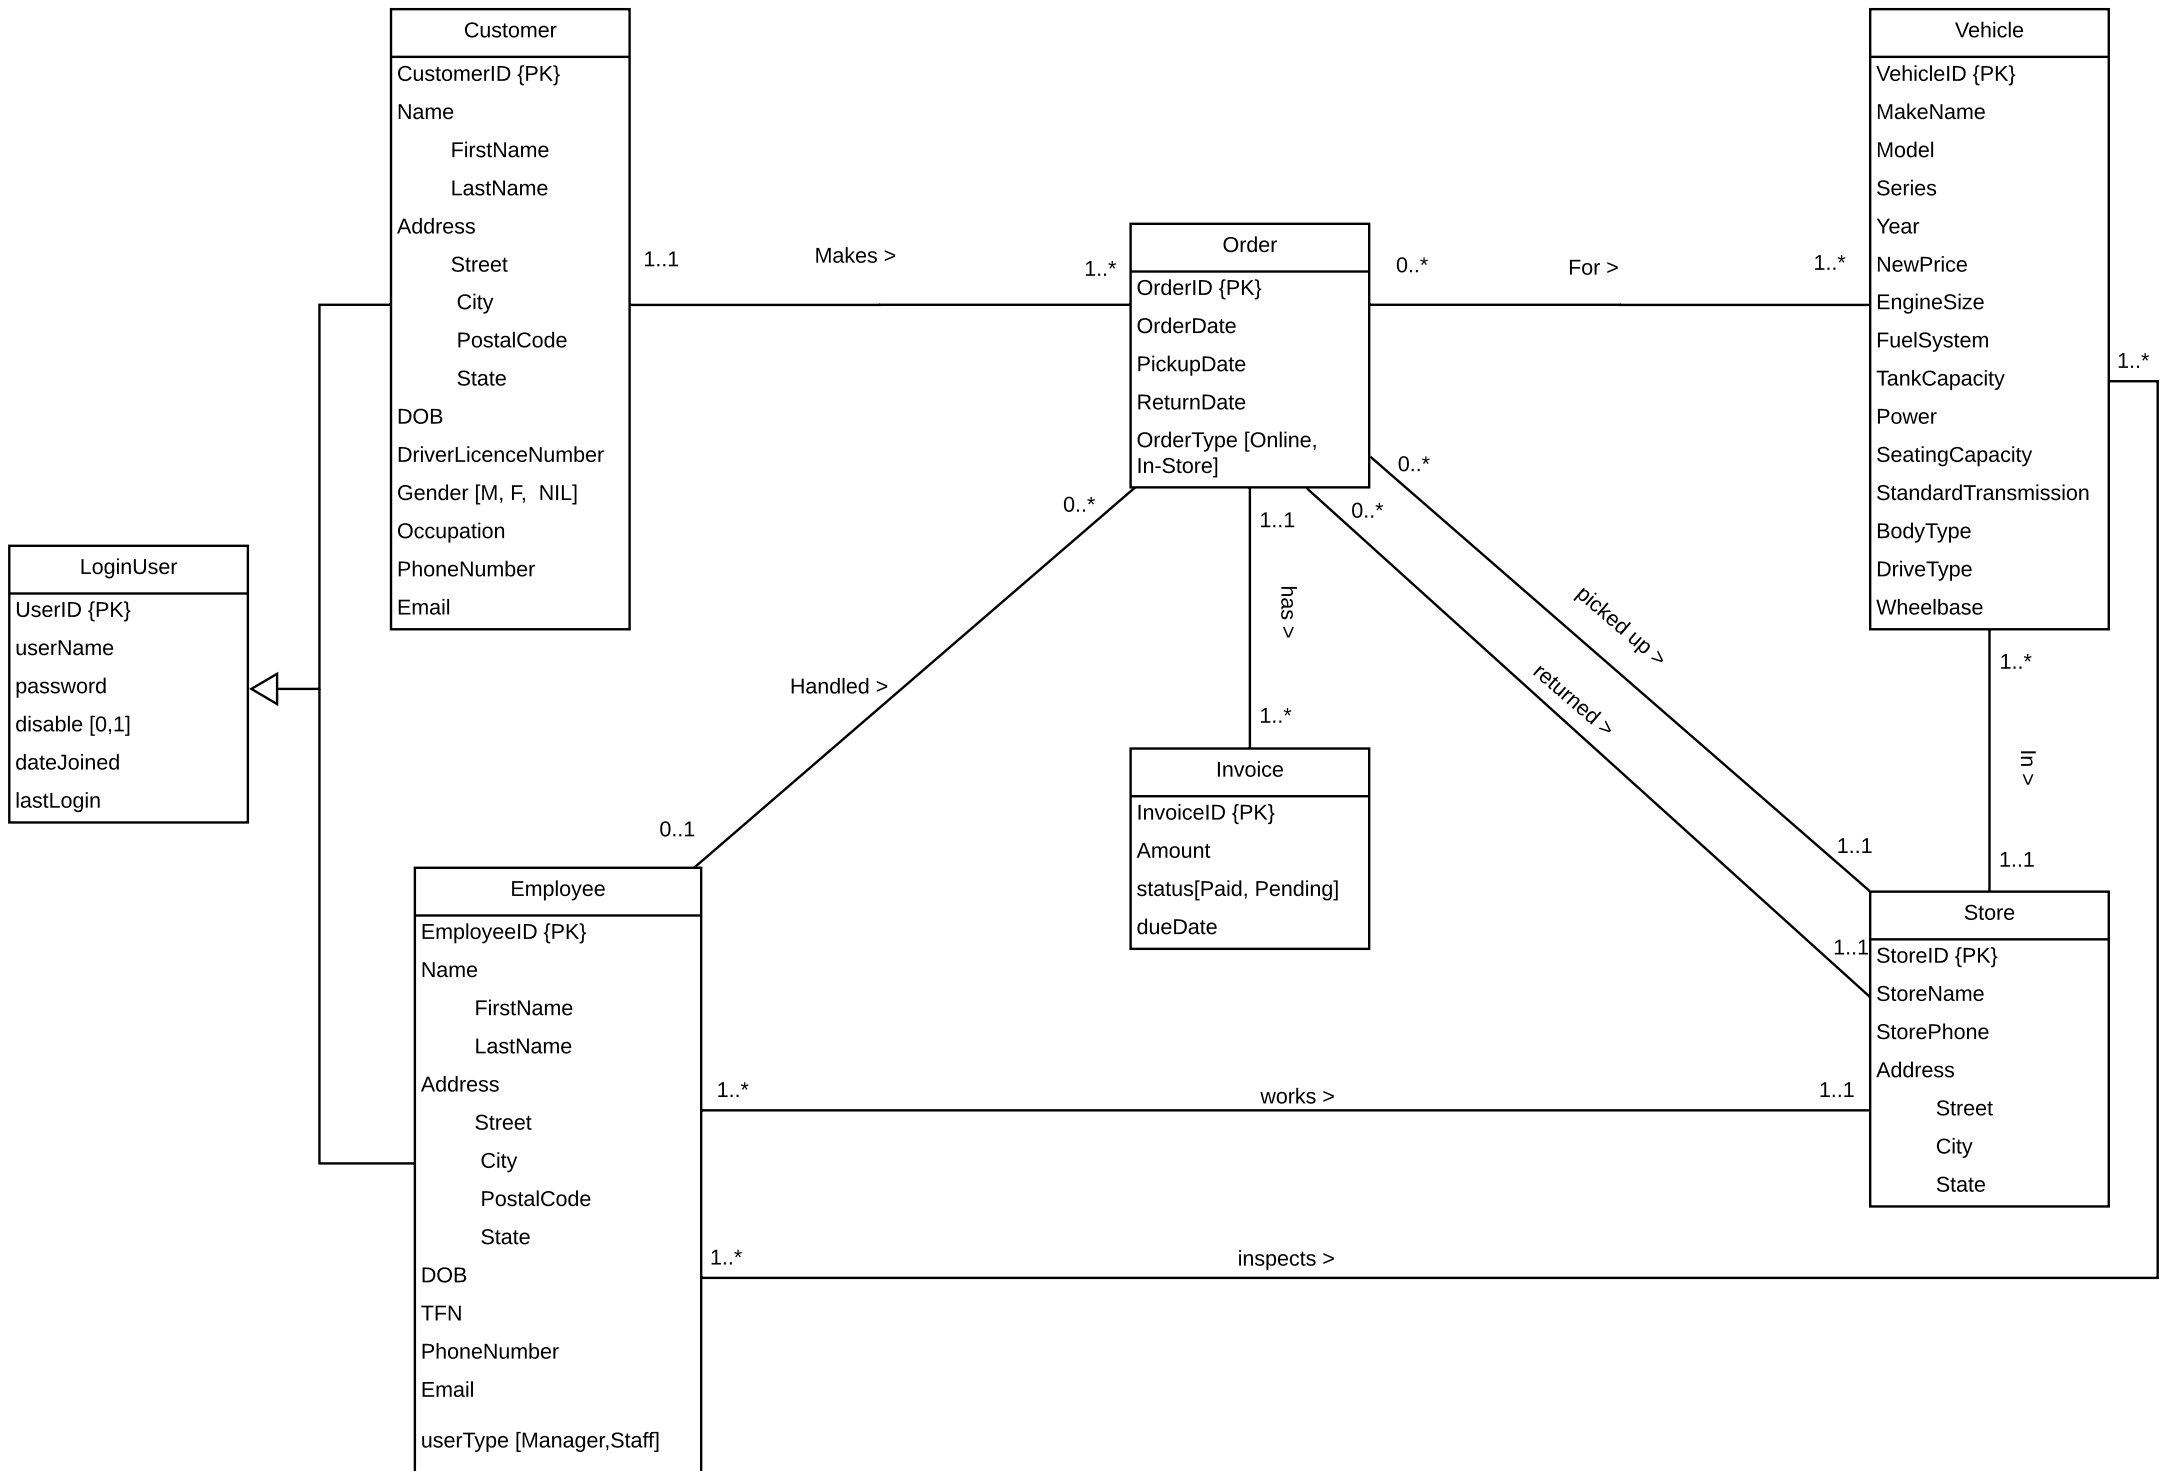 Customer
CustomerID {PK}
Name
FirstName
LastName
Address
Street
City
PostalCode
State
DOB
DriverLicenceNumber
Gender [M, F,  NIL]
Occupation
PhoneNumber
Email
1..1
Makes >
1..*
Order
OrderID {PK}
OrderDate
PickupDate
ReturnDate
OrderType [Online,
In-Store]
0..*
For >
1..*
Vehicle
VehicleID {PK}
MakeName
Model
Series
Year
NewPrice
EngineSize
FuelSystem
TankCapacity
Power
SeatingCapacity
StandardTransmission
BodyType
DriveType
Wheelbase
1..*
LoginUser
UserID {PK}
userName
password
disable [0,1]
dateJoined
lastLogin
0..*
Handled >
0..1
1..1
has >
1..*
0..*
picked up >
1..1
0..*
returned >
1..1
1..*
In >
1..1
Invoice
InvoiceID {PK}
Amount
status[Paid, Pending]
dueDate
Employee
EmployeeID {PK}
Name
FirstName
LastName
Address
Street
City
PostalCode
State
DOB
TFN
PhoneNumber
Email
userType [Manager,Staff]
1..*
works >
1..1
1..*
inspects >
Store
StoreID {PK}
StoreName
StorePhone
Address
Street
City
State